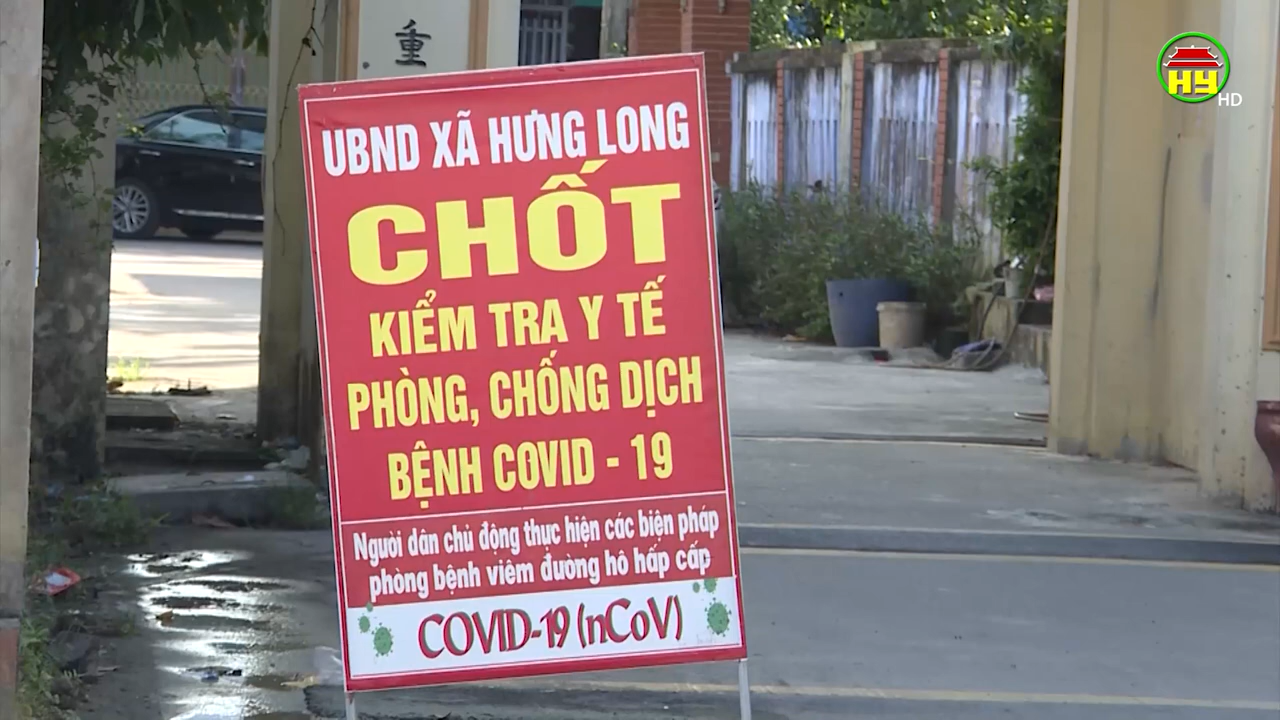 重
HY
HD
UBND XÃ HƯNG LONG
CHỐT
KIỂM TRA Y TẾ
PHÒNG, CHỐNG DỊCH
BỆNH COVID - 19
Người dân chủ động thực hiện các biện pháp
phòng bệnh viêm đường hô hấp cấp
COVID-19 (nCoV)